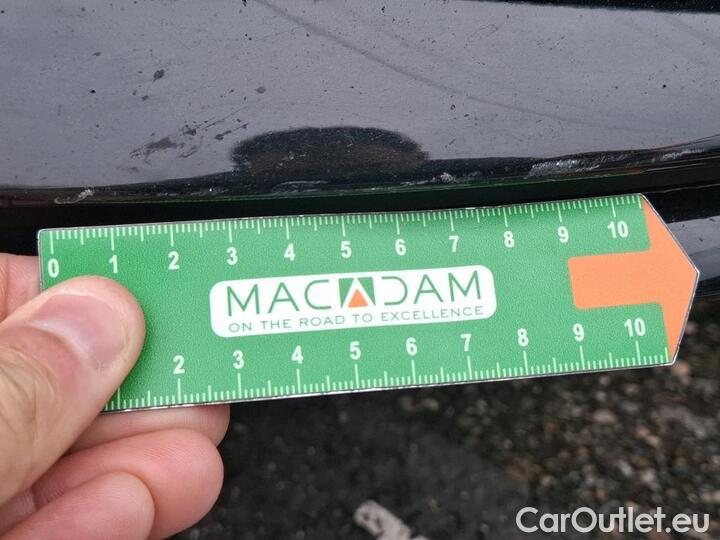 0 1 2 3 4 5 6 7 8 9 10
MACADAM
ON THE ROAD TO EXCELLENCE
2 3 4 5 6 7 8 9 10
CarOutlet.eu